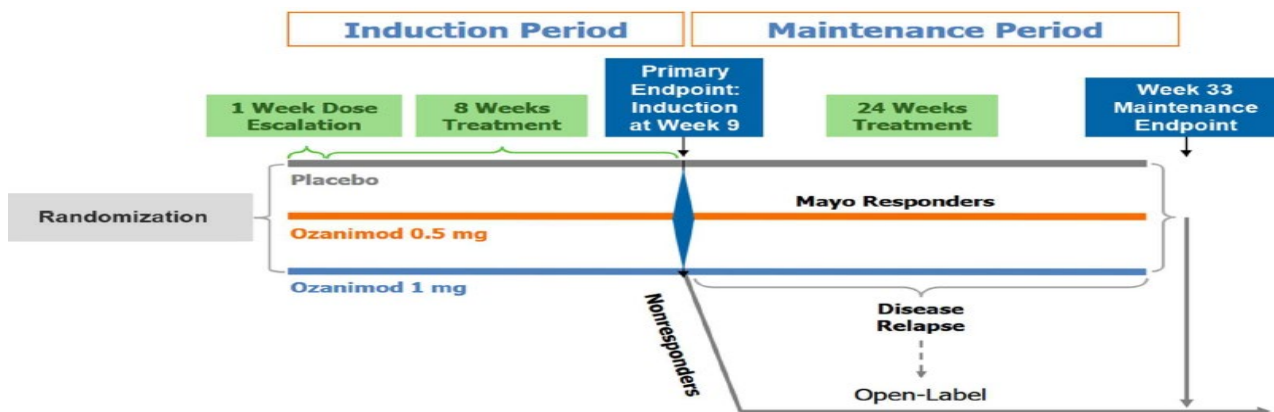 Induction Period
Maintenance Period
1 Week Dose
Escalation
8 Weeks
Treatment
Primary
Endpoint:
Induction
at Week 9
24 Weeks
Treatment
Week 33
Maintenance
Endpoint
Randomization
Placebo
Ozanimod 0.5 mg
Ozanimod 1 mg
Mayo Responders
Nonresponders
Disease
Relapse
Open-Label